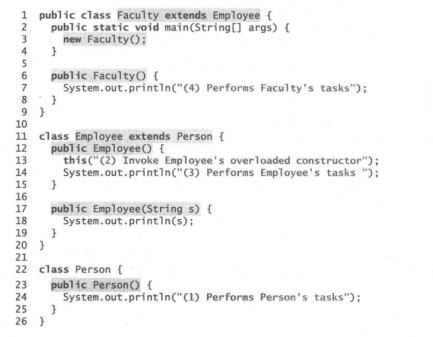 1 public class Faculty extends Employee {
2   public static void main(String[] args) {
3     new Faculty();
4   }
5
6   public Faculty() {
7     System.out.println("(4) Performs Faculty's tasks");
8   }
9 }
10
11 class Employee extends Person {
12   public Employee() {
13     this("(2) Invoke Employee's overloaded constructor");
14     System.out.println("(3) Performs Employee's tasks ");
15   }
16
17   public Employee(String s) {
18     System.out.println(s);
19   }
20 }
21
22 class Person {
23   public Person() {
24     System.out.println("(1) Performs Person's tasks");
25   }
26 }